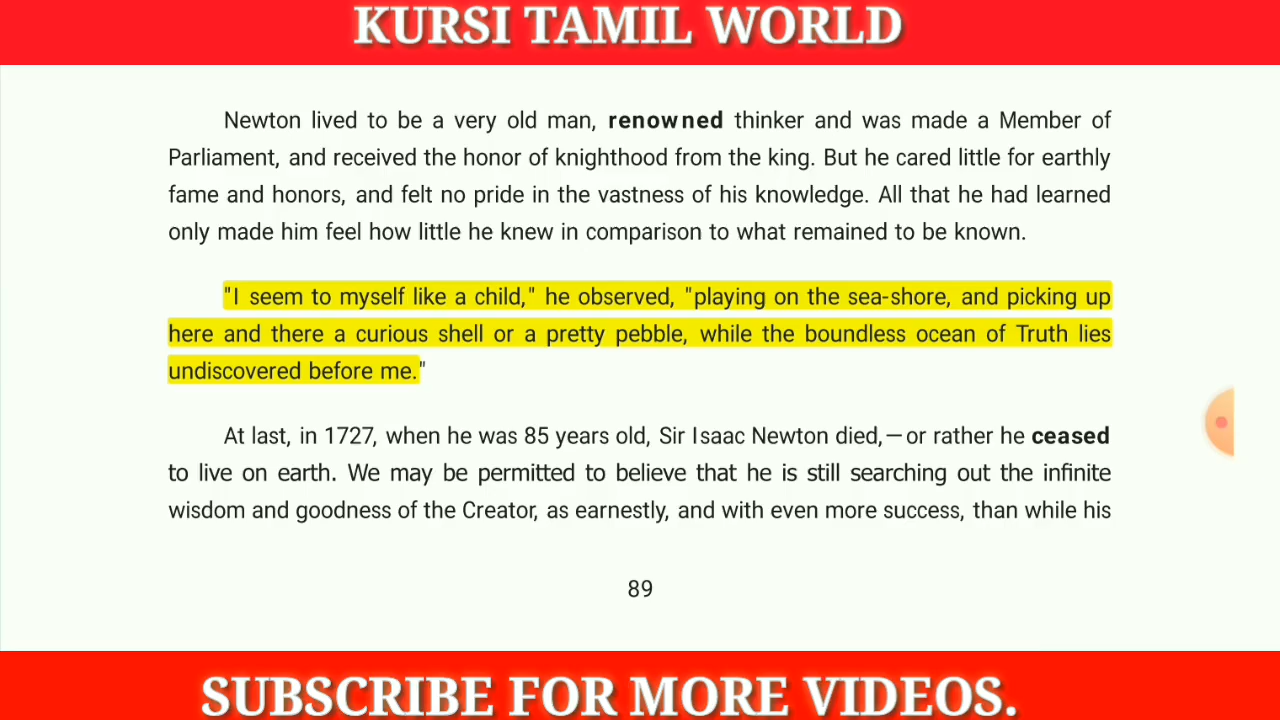 KURSI TAMIL WORLD
Newton lived to be a very old man, renowned thinker and was made a Member of
Parliament, and received the honor of knighthood from the king. But he cared little for earthly
fame and honors, and felt no pride in the vastness of his knowledge. All that he had learned
only made him feel how little he knew in comparison to what remained to be known.
"I seem to myself like a child," he observed, "playing on the sea-shore, and picking up
here and there a curious shell or a pretty pebble, while the boundless ocean of Truth lies
undiscovered before me."
At last, in 1727, when he was 85 years old, Sir Isaac Newton died,—or rather he ceased
to live on earth. We may be permitted to believe that he is still searching out the infinite
wisdom and goodness of the Creator, as earnestly, and with even more success, than while his
89
SUBSCRIBE FOR MORE VIDEOS.